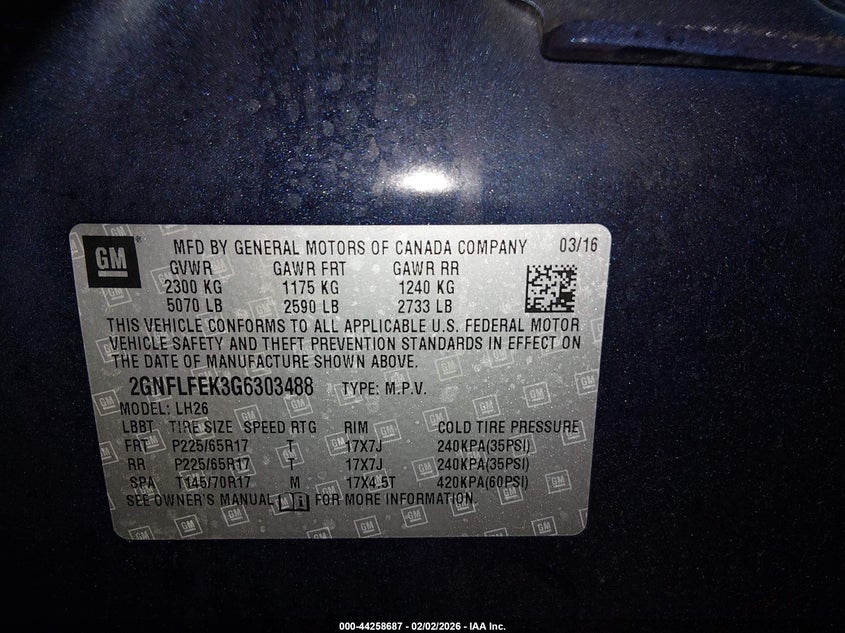 GM
MFD BY GENERAL MOTORS OF CANADA COMPANY 03/16
GVWR GAWR FRT GAWR RR
2300 KG 1175 KG 1240 KG
5070 LB 2590 LB 2733 LB
THIS VEHICLE CONFORMS TO ALL APPLICABLE U.S. FEDERAL MOTOR
VEHICLE SAFETY AND THEFT PREVENTION STANDARDS IN EFFECT ON
THE DATE OF MANUFACTURE SHOWN ABOVE.
2GNFLFEK3G6303488 TYPE: M.P.V.
MODEL: LH26
LBBT TIRE SIZE SPEED RTG RIM COLD TIRE PRESSURE
FRT P225/65R17 T 17X7J 240KPA(35PSI)
RR P225/65R17 T 17X7J 240KPA(35PSI)
SPA T145/70R17 M 17X4.5T 420KPA(60PSI)
SEE OWNER'S MANUAL FOR MORE INFORMATION.
000-44258687 - 02/02/2026 - IAA Inc.